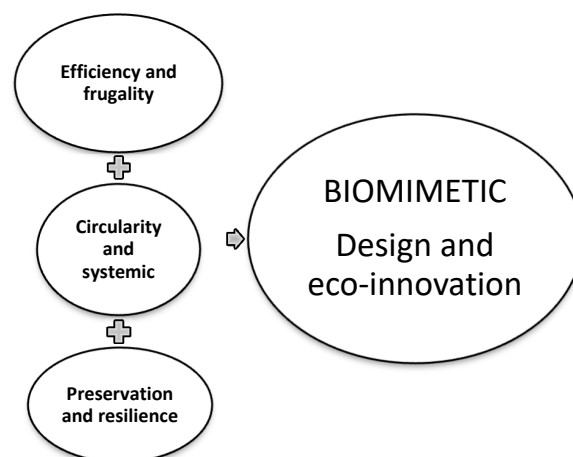 Efficiency and
frugality
Circularity
and
systemic
Preservation
and resilience
BIOMIMETIC
Design and
eco-innovation